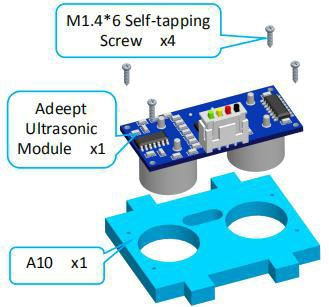 M1.4*6 Self-tapping
Screw x4
Adeept
Ultrasonic
Module x1
A10 x1